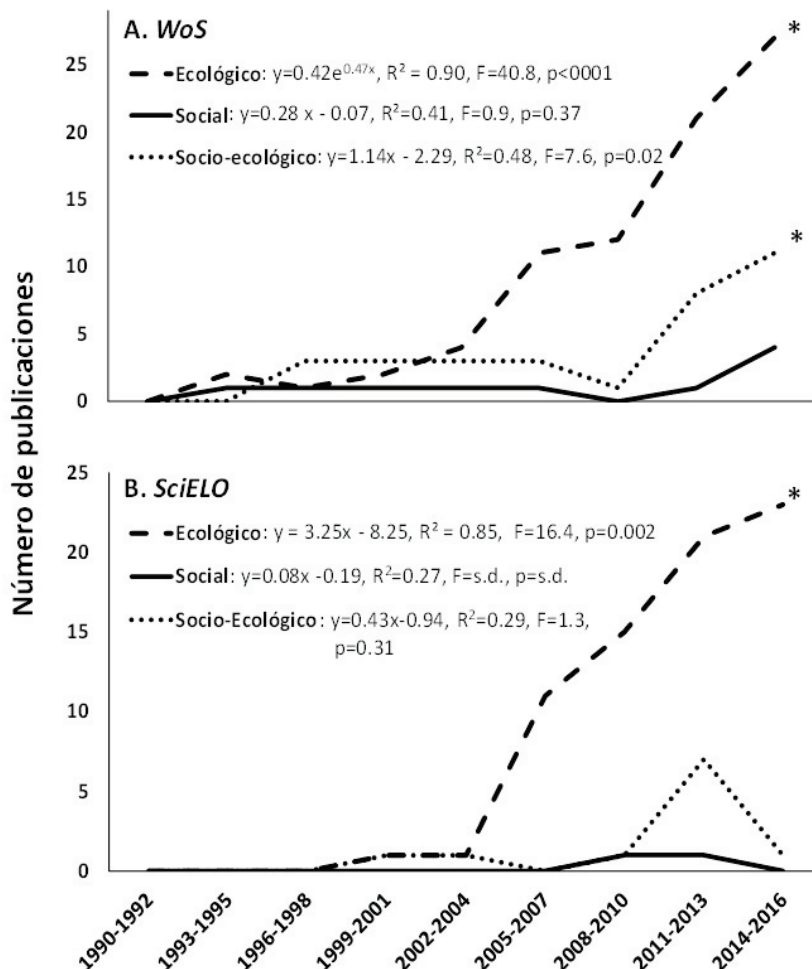 Número de publicaciones
A. WoS
Ecológico: y=0.42e^0.47x, R² = 0.90, F=40.8, p<0001
Social: y=0.28 x - 0.07, R²=0.41, F=0.9, p=0.37
Socio-ecológico: y=1.14x - 2.29, R²=0.48, F=7.6, p=0.02
*
*
25
20
15
10
5
0
B. SciELO
Ecológico: y = 3.25x - 8.25, R² = 0.85, F=16.4, p=0.002
Social: y=0.08x -0.19, R²=0.27, F=s.d., p=s.d.
Socio-Ecológico: y=0.43x-0.94, R²=0.29, F=1.3,
p=0.31
*
25
20
15
10
5
0
1990-1992
1993-1995
1996-1998
1999-2001
2002-2004
2005-2007
2008-2010
2011-2013
2014-2016